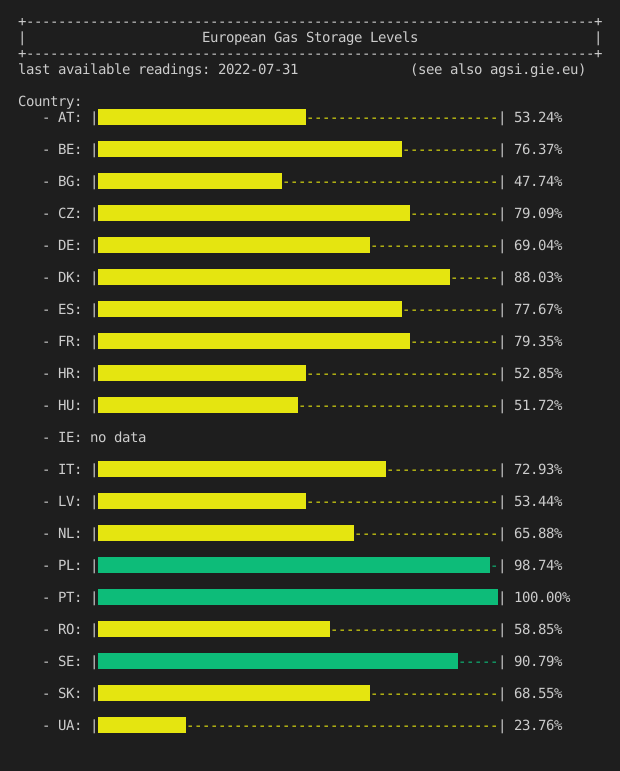 European Gas Storage Levels
last available readings: 2022-07-31 (see also agsi.gie.eu)
Country:
- AT: 53.24%
- BE: 76.37%
- BG: 47.74%
- CZ: 79.09%
- DE: 69.04%
- DK: 88.03%
- ES: 77.67%
- FR: 79.35%
- HR: 52.85%
- HU: 51.72%
- IE: no data
- IT: 72.93%
- LV: 53.44%
- NL: 65.88%
- PL: 98.74%
- PT: 100.00%
- RO: 58.85%
- SE: 90.79%
- SK: 68.55%
- UA: 23.76%